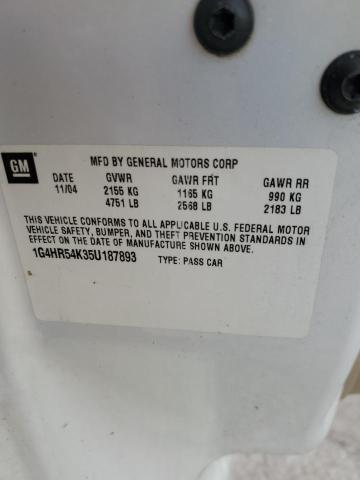 GM
MFD BY GENERAL MOTORS CORP
DATE GVWR GAWR FRT GAWR RR
11/04 2155 KG 1165 KG 990 KG
4751 LB 2568 LB 2183 LB
THIS VEHICLE CONFORMS TO ALL APPLICABLE U.S. FEDERAL MOTOR
VEHICLE SAFETY, BUMPER, AND THEFT PREVENTION STANDARDS IN
EFFECT ON THE DATE OF MANUFACTURE SHOWN ABOVE.
1G4HR54K35U187893 TYPE: PASS CAR